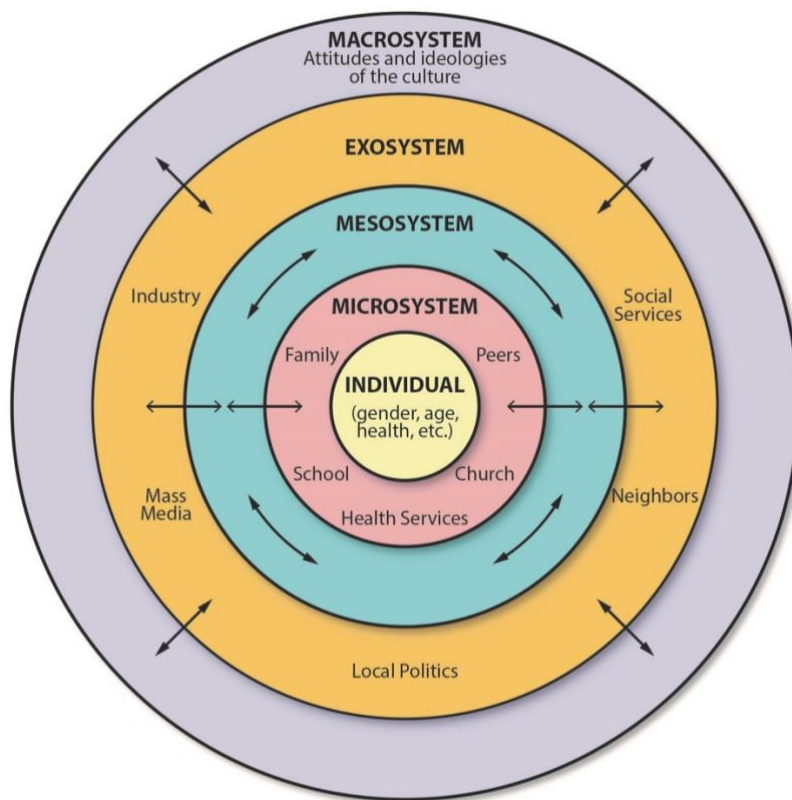 MACROSYSTEM
Attitudes and ideologies
of the culture
EXOSYSTEM
MESOSYSTEM
Industry
Social
Services
MICROSYSTEM
Family
Peers
INDIVIDUAL
(gender, age,
health, etc.)
School
Church
Mass
Media
Neighbors
Health Services
Local Politics